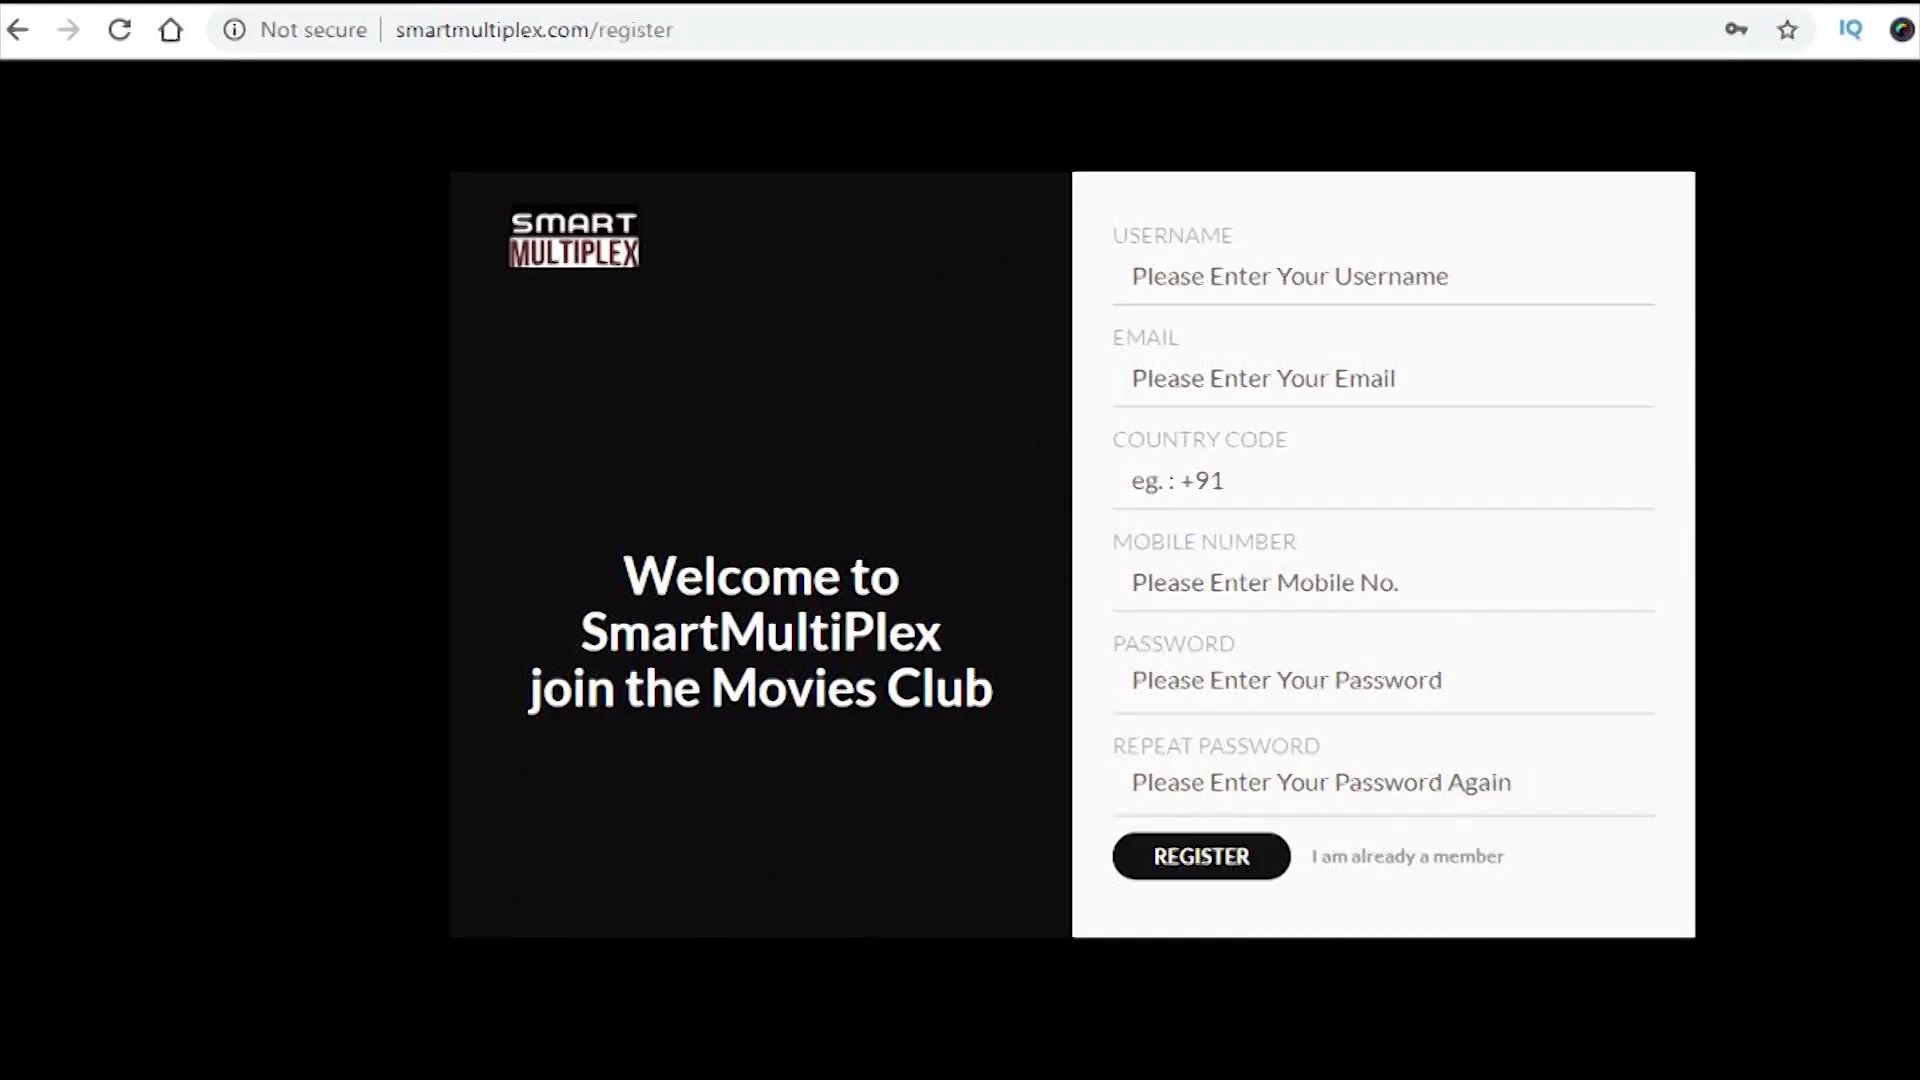 Not secure | smartmultiplex.com/register
IQ
SMART
MULTIPLEX
Welcome to
SmartMultiPlex
join the Movies Club
USERNAME
Please Enter Your Username
EMAIL
Please Enter Your Email
COUNTRY CODE
eg. : +91
MOBILE NUMBER
Please Enter Mobile No.
PASSWORD
Please Enter Your Password
REPEAT PASSWORD
Please Enter Your Password Again
REGISTER I am already a member